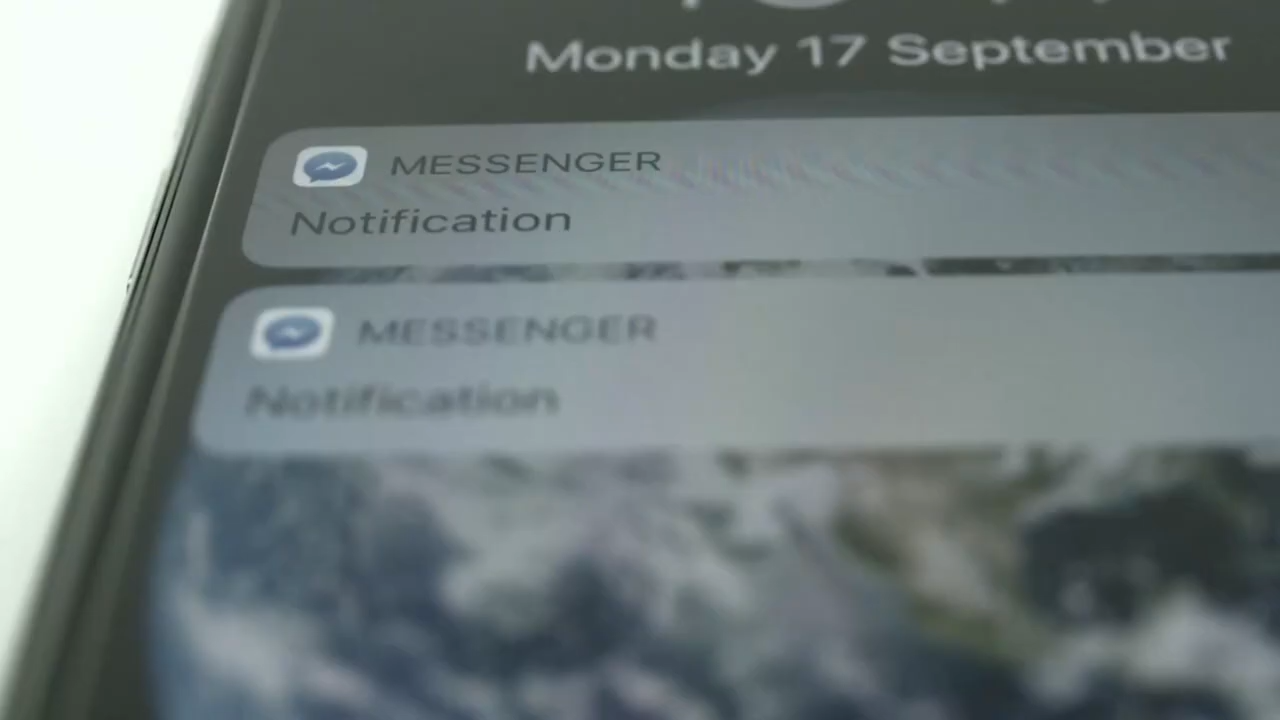 Monday 17 September
MESSENGER
Notification
MESSENGER
Notification